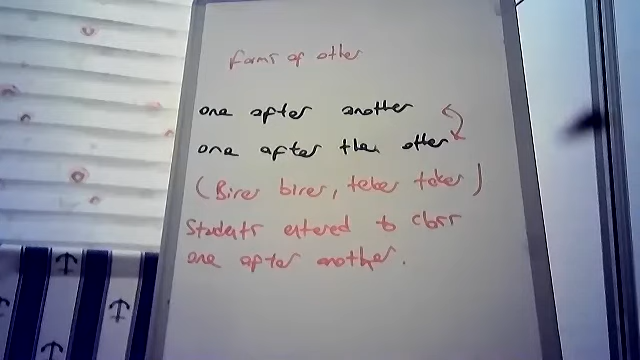 Forms of other
one after another
one after the other
(Birer birer, teker teker)
Students entered to class
one after another.